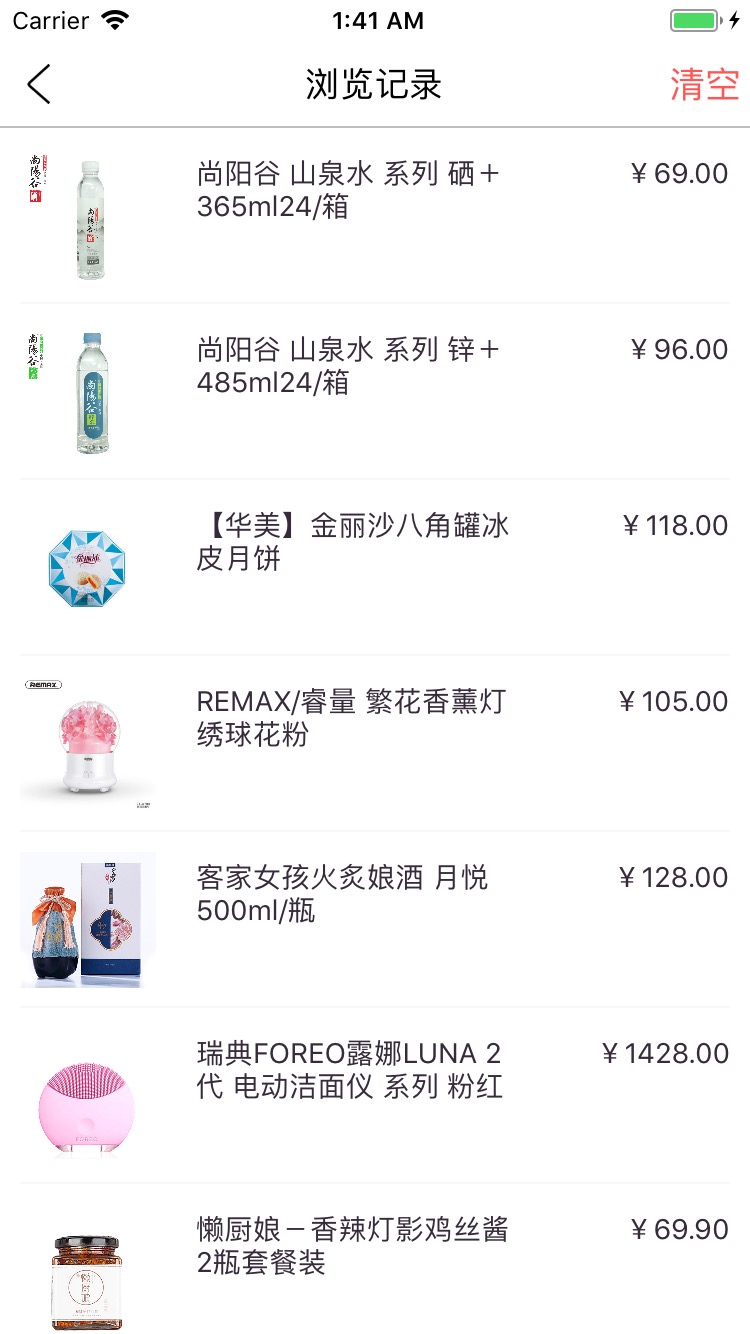 Carrier
1:41 AM
浏览记录
清空
尚阳谷 山泉水 系列 硒＋
365ml24/箱
¥ 69.00
尚阳谷 山泉水 系列 锌＋
485ml24/箱
¥ 96.00
【华美】金丽沙八角罐冰
皮月饼
¥ 118.00
REMAX
REMAX/睿量 繁花香薰灯
绣球花粉
¥ 105.00
客家女孩火炙娘酒 月悦
500ml/瓶
¥ 128.00
瑞典FOREO露娜LUNA 2
代 电动洁面仪 系列 粉红
¥ 1428.00
FOREO
懒厨娘－香辣灯影鸡丝酱
2瓶套餐装
¥ 69.90